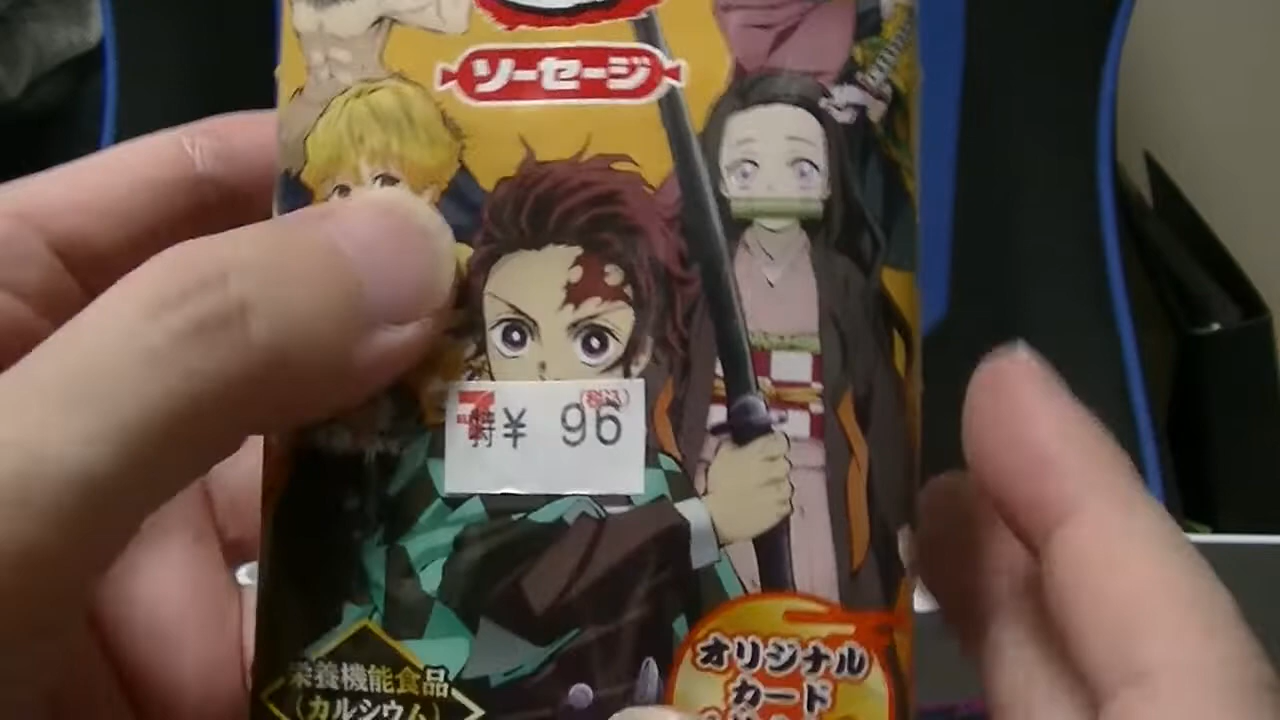 ソーセージ
特¥ 96
(税込)
栄養機能食品
(カルシウム)
オリジナル
カード